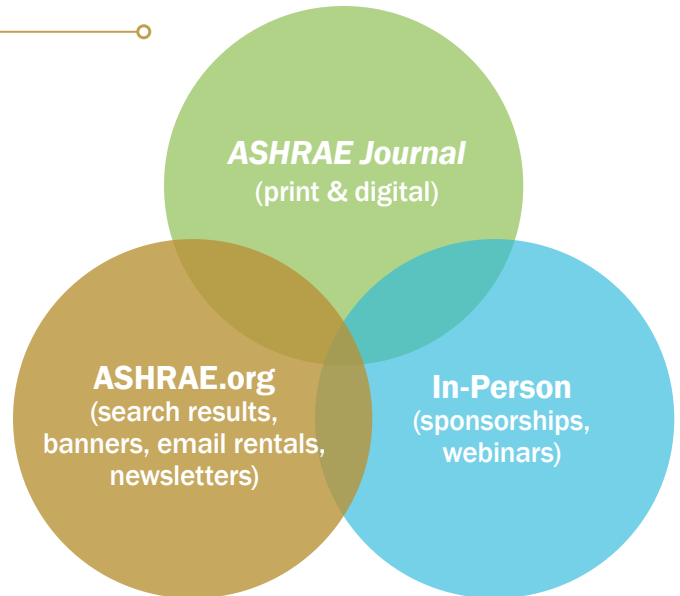 ASHRAE Journal
(print & digital)
ASHRAE.org
(search results,
banners, email rentals,
newsletters)
In-Person
(sponsorships,
webinars)